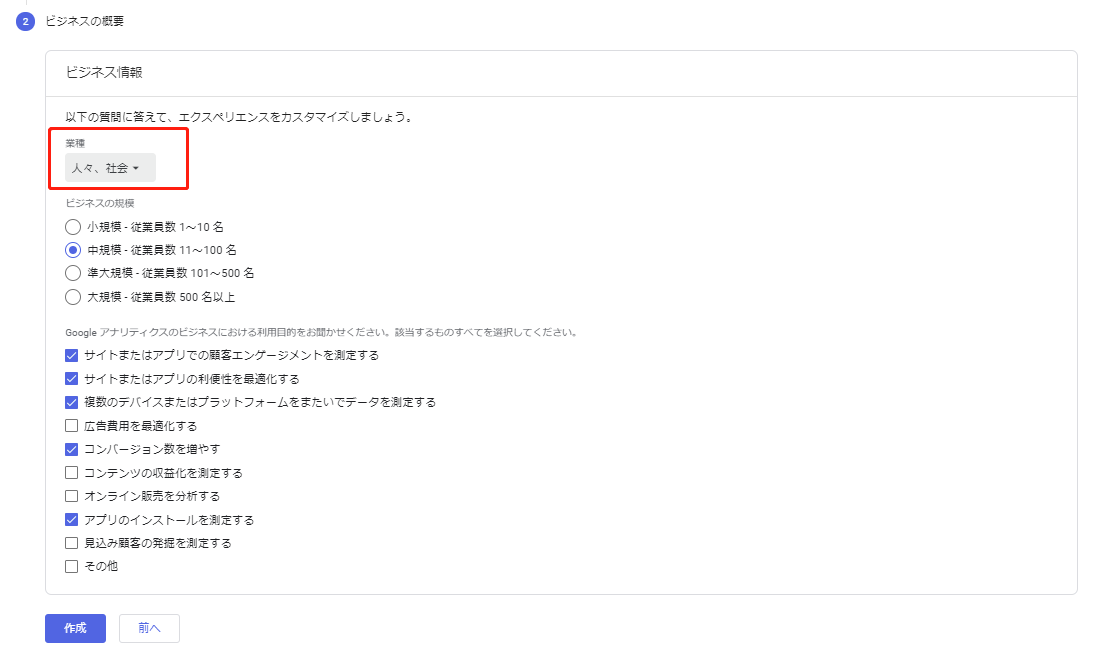 2 ビジネスの概要
ビジネス情報
以下の質問に答えて、エクスペリエンスをカスタマイズしましょう。
業種
人々、社会
ビジネスの規模
小規模 - 従業員数 1～10 名
中規模 - 従業員数 11～100 名
準大規模 - 従業員数 101～500 名
大規模 - 従業員数 500 名以上
Google アナリティクスのビジネスにおける利用目的をお聞かせください。該当するものすべてを選択してください。
サイトまたはアプリでの顧客エンゲージメントを測定する
サイトまたはアプリの利便性を最適化する
複数のデバイスまたはプラットフォームをまたいでデータを測定する
広告費用を最適化する
コンバージョン数を増やす
コンテンツの収益化を測定する
オンライン販売を分析する
アプリのインストールを測定する
見込み顧客の発掘を測定する
その他
作成 前へ